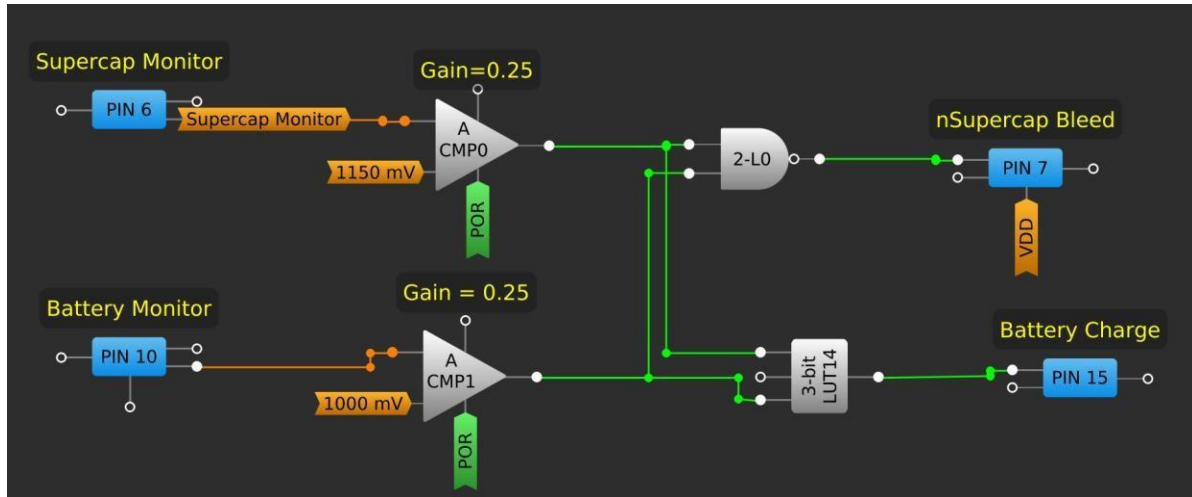 Supercap Monitor
PIN 6
Supercap Monitor
Gain=0.25
A
CMP0
1150 mV
POR
2-L0
nSupercap Bleed
PIN 7
VDD
Battery Monitor
PIN 10
Gain = 0.25
A
CMP1
1000 mV
POR
3-bit
LUT14
Battery Charge
PIN 15